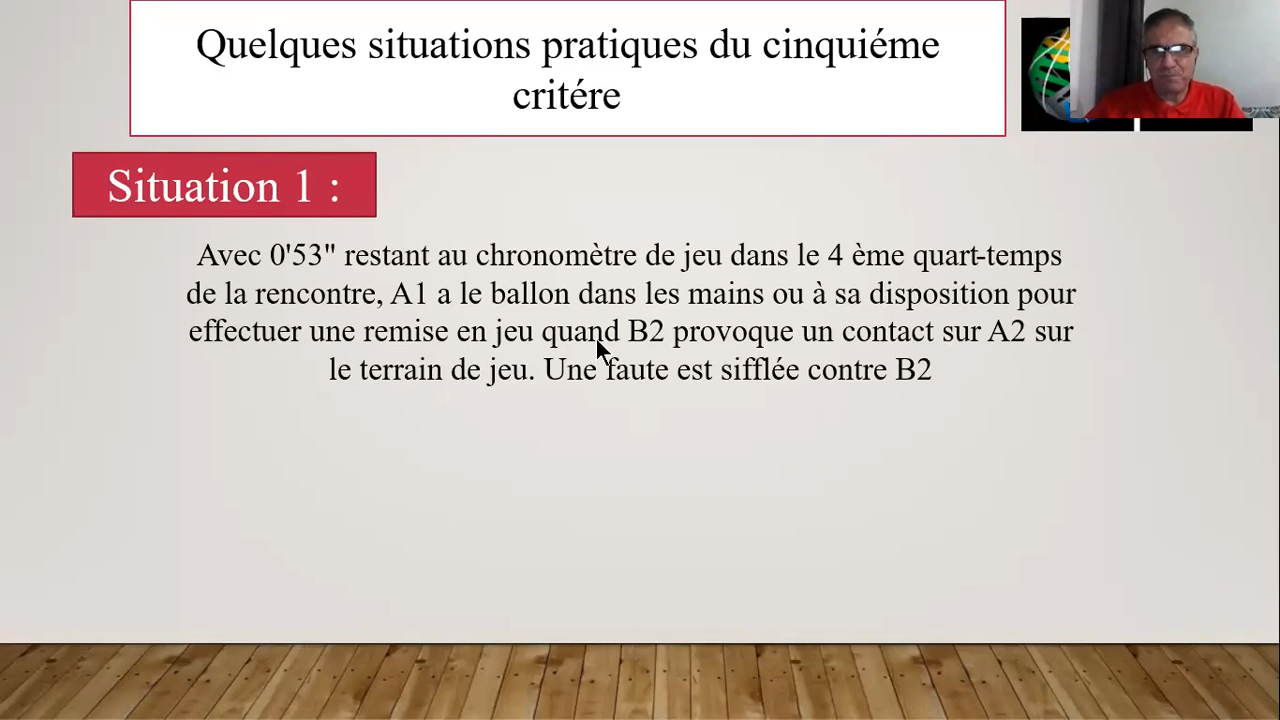 Quelques situations pratiques du cinquiéme
critére
Situation 1 :
Avec 0'53" restant au chronomètre de jeu dans le 4 ème quart-temps
de la rencontre, A1 a le ballon dans les mains ou à sa disposition pour
effectuer une remise en jeu quand B2 provoque un contact sur A2 sur
le terrain de jeu. Une faute est sifflée contre B2